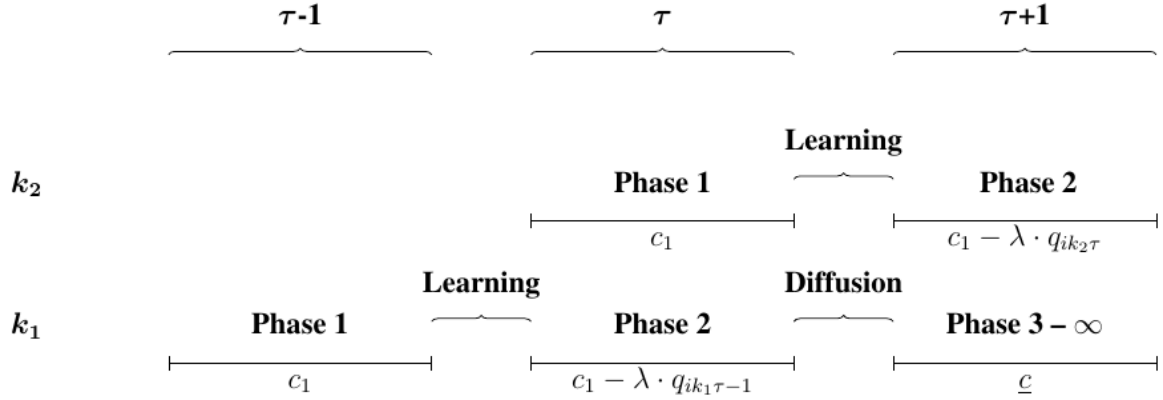 τ-1 τ τ+1
Learning
k₂ Phase 1 Phase 2
c₁ c₁ − λ · q_{ik₂τ}
Learning Diffusion
k₁ Phase 1 Phase 2 Phase 3 – ∞
c₁ c₁ − λ · q_{ik₁τ−1} c̲